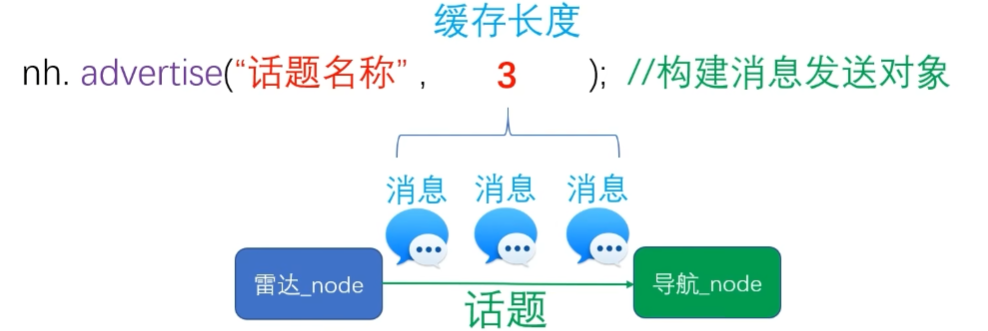 缓存长度
nh. advertise(“话题名称” , 3 ); //构建消息发送对象
消息 消息 消息
雷达_node 导航_node
话题